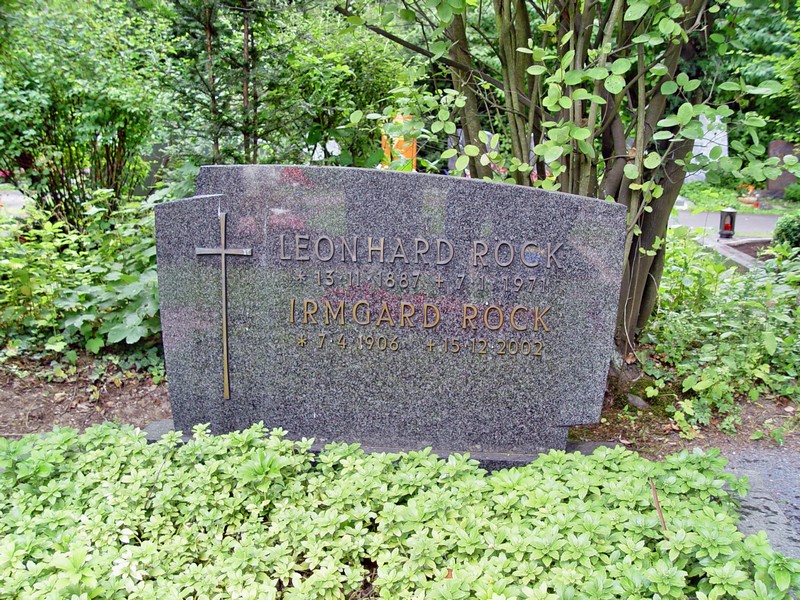 LEONHARD ROCK
* 13.11.1887 + 7.1.1971
IRMGARD ROCK
* 7.4.1906 + 15.12.2002